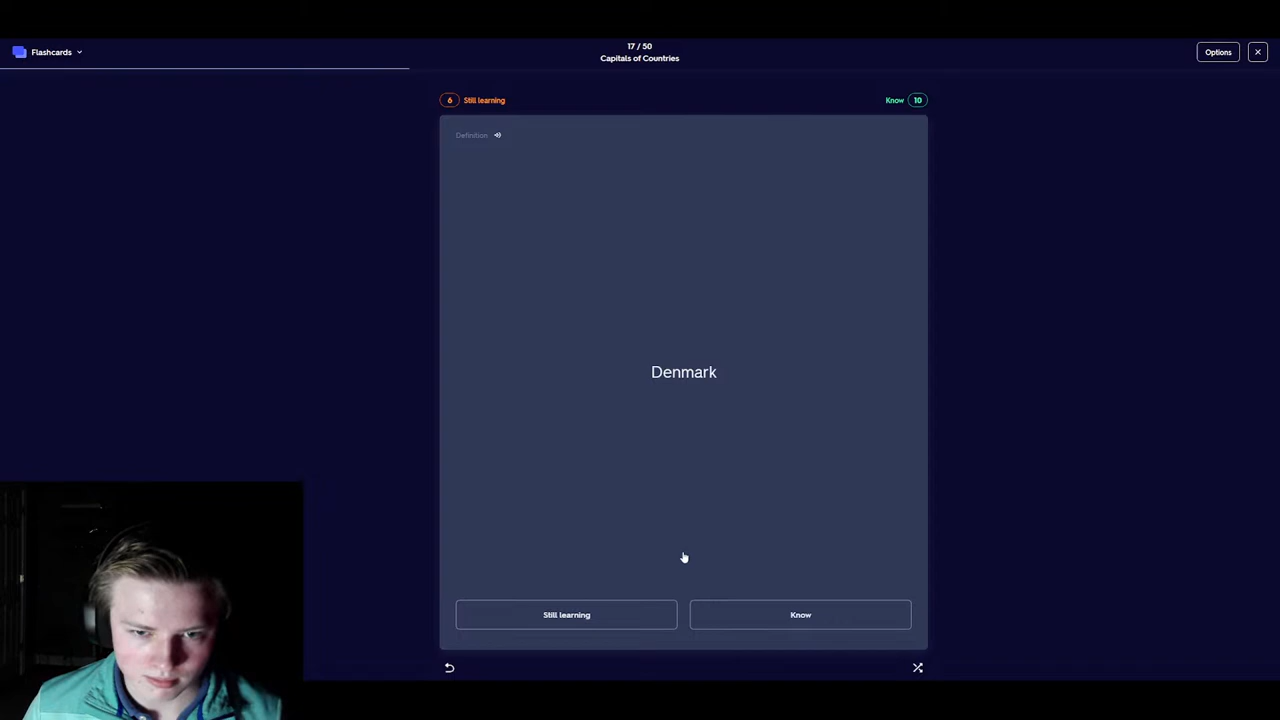 Flashcards
17 / 50
Capitals of Countries
Options
6 Still learning
Know 10
Definition
Denmark
Still learning
Know